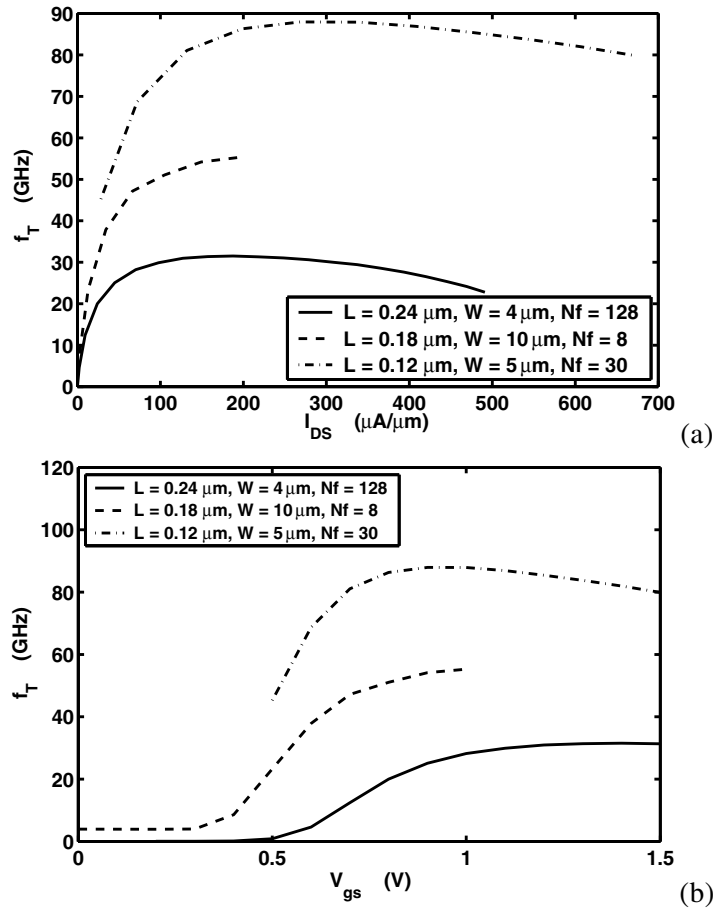 90
80
70
60
50
40
30
20
10
0
f_T (GHz)
L = 0.24 μm, W = 4 μm, Nf = 128
L = 0.18 μm, W = 10 μm, Nf = 8
L = 0.12 μm, W = 5 μm, Nf = 30
0 100 200 300 400 500 600 700
I_DS (μA/μm)
(a)
120
100
80
60
40
20
0
f_T (GHz)
L = 0.24 μm, W = 4 μm, Nf = 128
L = 0.18 μm, W = 10 μm, Nf = 8
L = 0.12 μm, W = 5 μm, Nf = 30
0 0.5 1 1.5
V_gs (V)
(b)